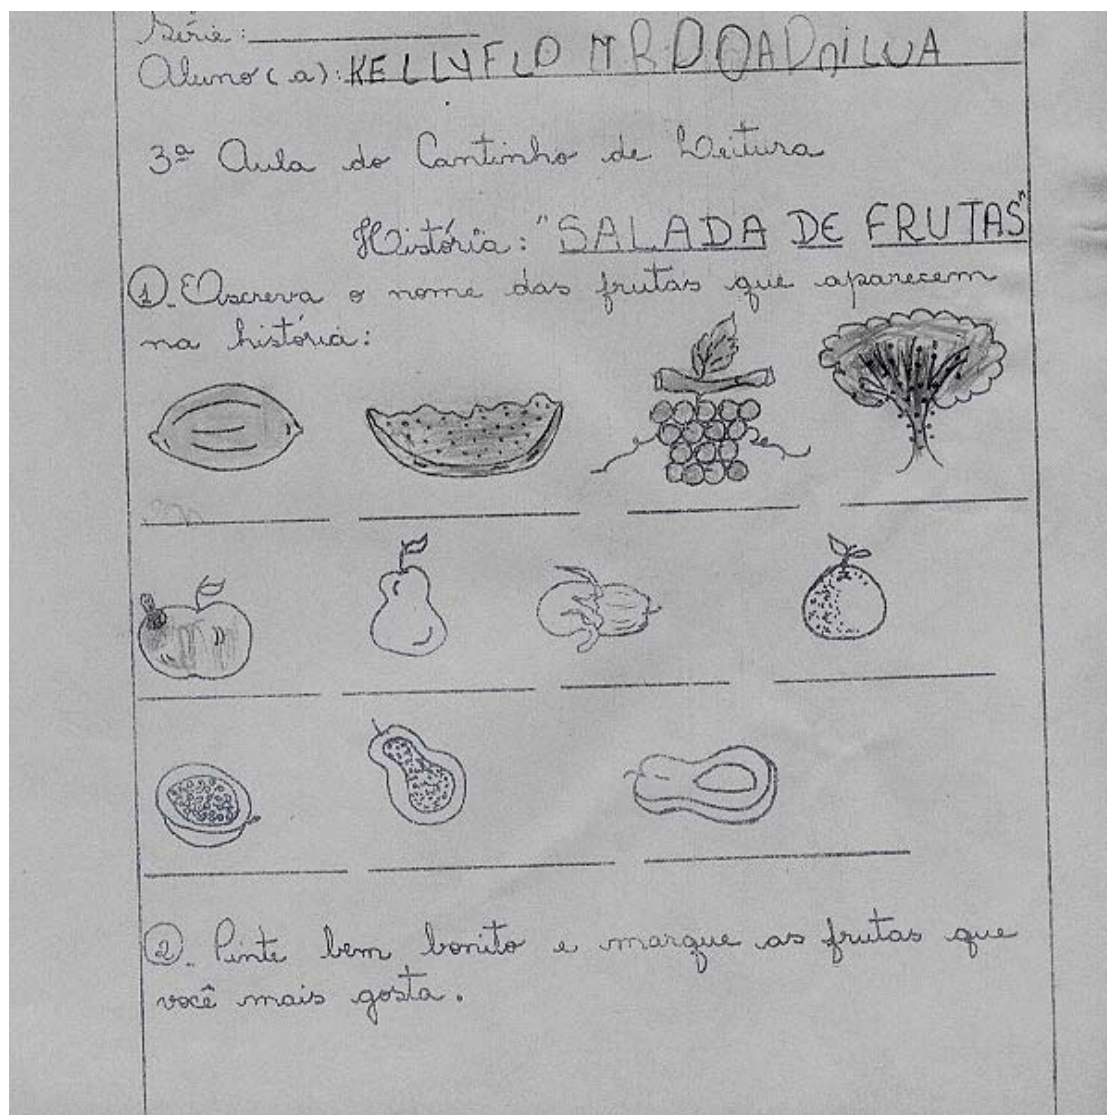 Série:
Aluno(a): KELLYFLO
3ª Aula do Cantinho de Leitura
História: "SALADA DE FRUTAS"
1. Escreva o nome das frutas que aparecem
na história:
2. Pinte bem bonito e marque as frutas que
você mais gosta.